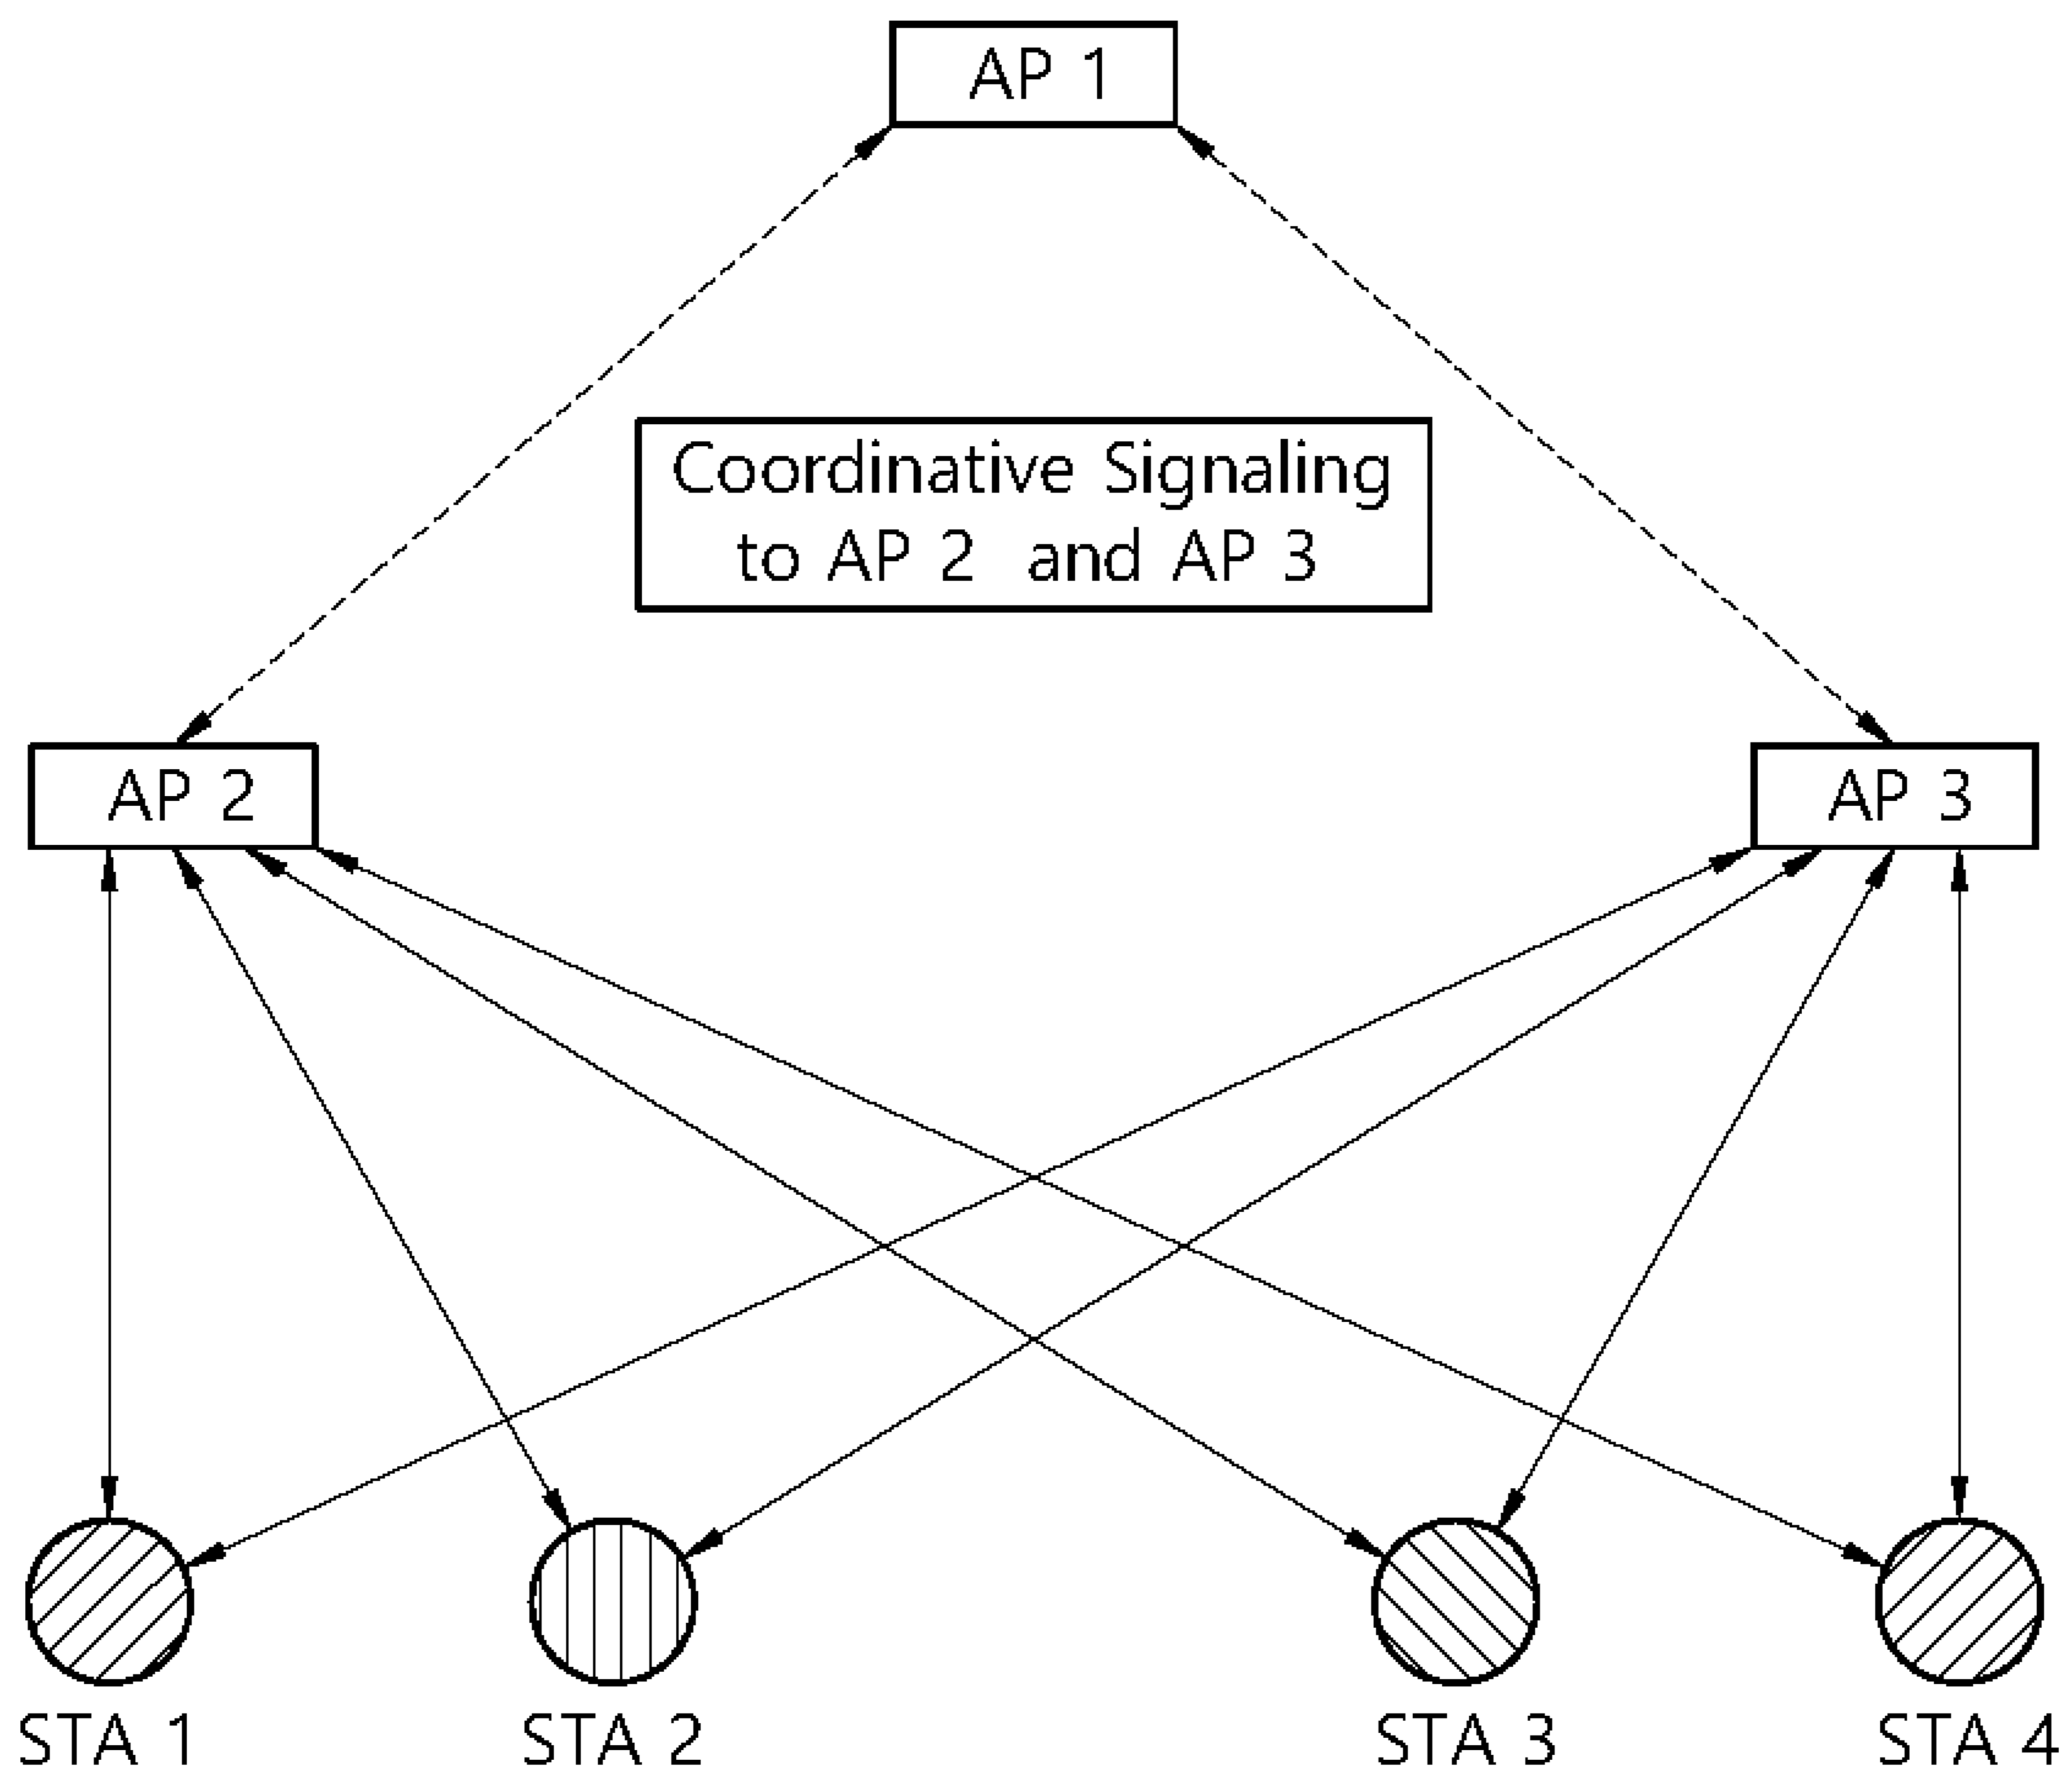 AP 1
Coordinative Signaling
to AP 2 and AP 3
AP 2
AP 3
STA 1
STA 2
STA 3
STA 4